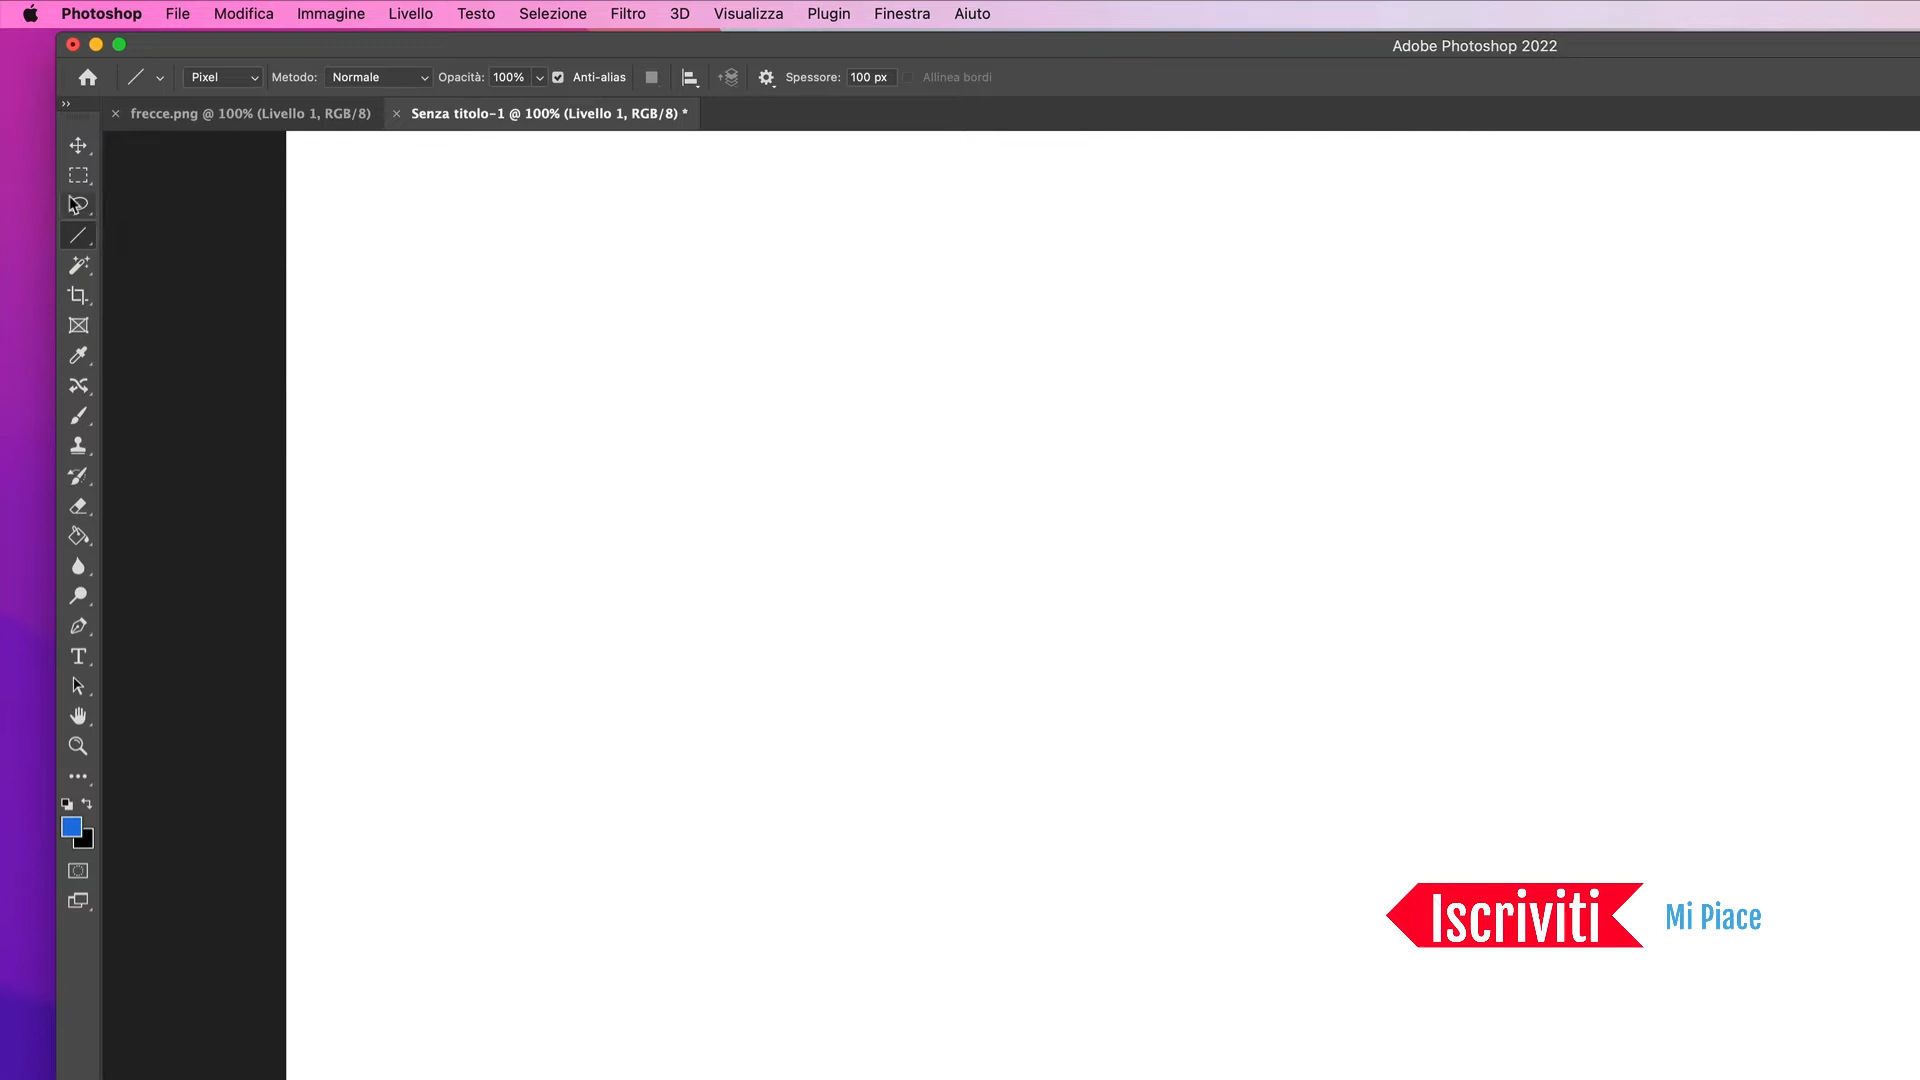 Photoshop File Modifica Immagine Livello Testo Selezione Filtro 3D Visualizza Plugin Finestra Aiuto
Adobe Photoshop 2022
Pixel Metodo: Normale Opacità: 100% Anti-alias Spessore: 100 px Allinea bordi
frecce.png @ 100% (Livello 1, RGB/8) Senza titolo-1 @ 100% (Livello 1, RGB/8) *
Iscriviti Mi Piace